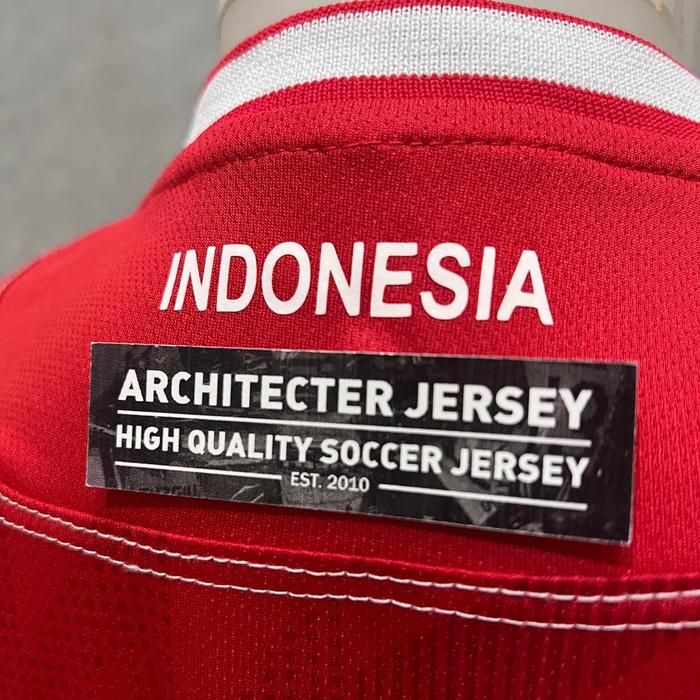 INDONESIA
ARCHITECTER JERSEY
HIGH QUALITY SOCCER JERSEY
EST. 2010